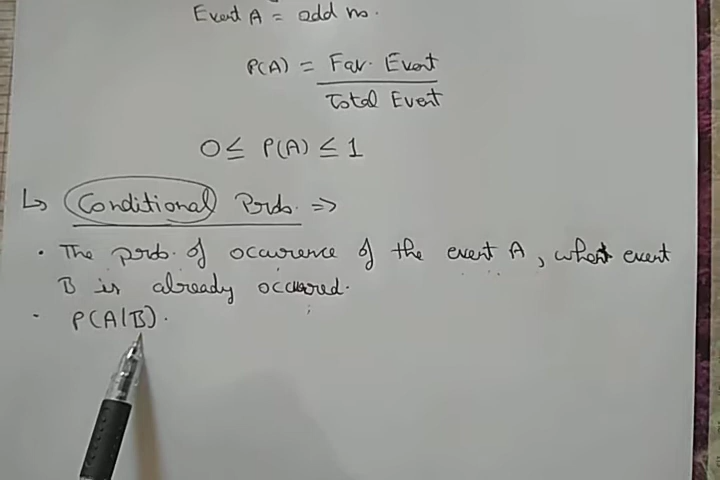 Event A = odd no.
P(A) = Fav. Event
Total Event
0 ≤ P(A) ≤ 1
↳ Conditional Prob. ⇒
· The prob. of occurence of the event A, when event
B is already occured.
· P(A|B).